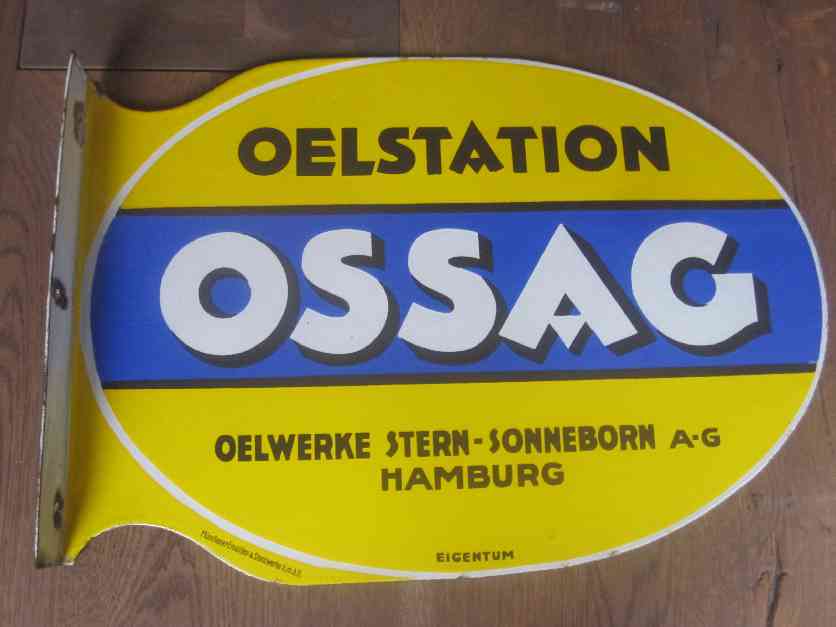 OELSTATION
OSSAG
OELWERKE STERN-SONNEBORN A-G
HAMBURG
EIGENTUM